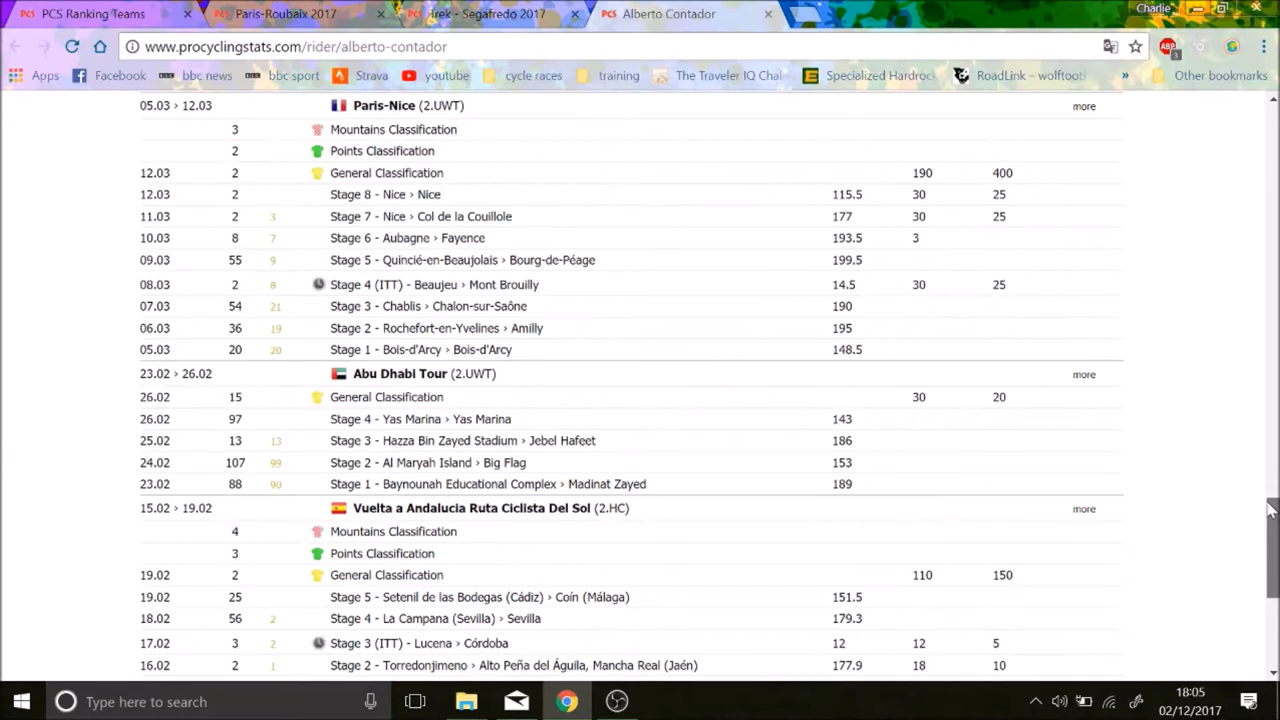 PCS Ranking Teams
Paris-Roubaix 2017
Trek - Segafredo 2017
PCS Alberto Contador
Charlie
www.procyclingstats.com/rider/alberto-contador
Apps Facebook BBC bbc news BBC bbc sport Strava youtube cycle races training The Traveler IQ Chal Specialized Hardrock RoadLink – wolftoot » Other bookmarks
05.03 › 12.03 Paris-Nice (2.UWT) more
3 Mountains Classification
2 Points Classification
12.03 2 General Classification 190 400
12.03 2 Stage 8 - Nice › Nice 115.5 30 25
11.03 2 3 Stage 7 - Nice › Col de la Couillole 177 30 25
10.03 8 7 Stage 6 - Aubagne › Fayence 193.5 3
09.03 55 9 Stage 5 - Quincié-en-Beaujolais › Bourg-de-Péage 199.5
08.03 2 8 Stage 4 (ITT) - Beaujeu › Mont Brouilly 14.5 30 25
07.03 54 21 Stage 3 - Chablis › Chalon-sur-Saône 190
06.03 36 19 Stage 2 - Rochefort-en-Yvelines › Amilly 195
05.03 20 20 Stage 1 - Bois-d'Arcy › Bois-d'Arcy 148.5
23.02 › 26.02 Abu Dhabi Tour (2.UWT) more
26.02 15 General Classification 30 20
26.02 97 Stage 4 - Yas Marina › Yas Marina 143
25.02 13 13 Stage 3 - Hazza Bin Zayed Stadium › Jebel Hafeet 186
24.02 107 99 Stage 2 - Al Maryah Island › Big Flag 153
23.02 88 90 Stage 1 - Baynounah Educational Complex › Madinat Zayed 189
15.02 › 19.02 Vuelta a Andalucia Ruta Ciclista Del Sol (2.HC) more
4 Mountains Classification
3 Points Classification
19.02 2 General Classification 110 150
19.02 25 Stage 5 - Setenil de las Bodegas (Cádiz) › Coín (Málaga) 151.5
18.02 56 2 Stage 4 - La Campana (Sevilla) › Sevilla 179.3
17.02 3 2 Stage 3 (ITT) - Lucena › Córdoba 12 12 5
16.02 2 1 Stage 2 - Torredonjimeno › Alto Peña del Águila, Mancha Real (Jaén) 177.9 18 10
Type here to search
18:05
02/12/2017